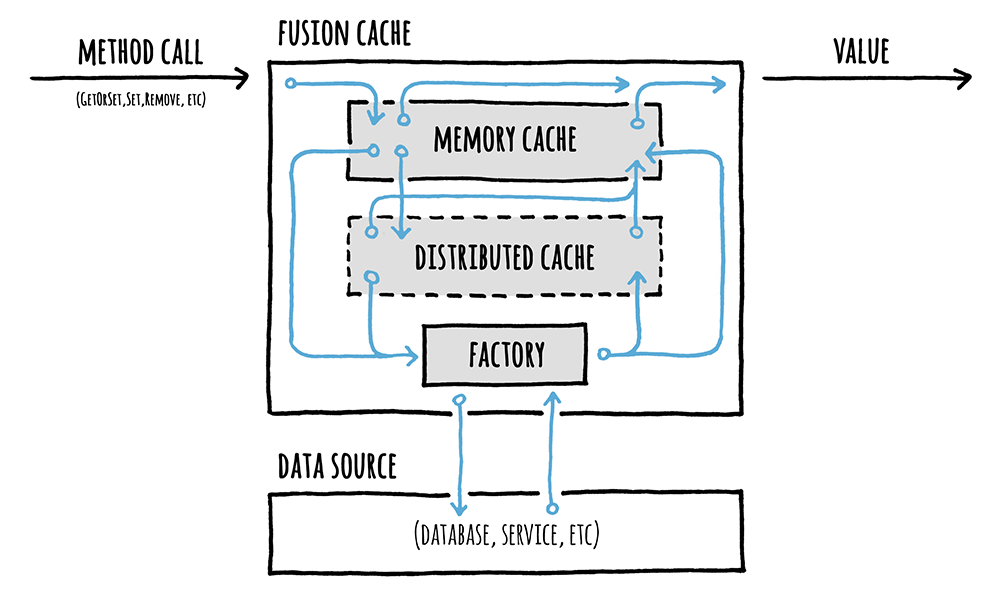 METHOD CALL
(GetOrSet,Set,Remove, etc)
FUSION CACHE
VALUE
MEMORY CACHE
DISTRIBUTED CACHE
FACTORY
DATA SOURCE
(DATABASE, SERVICE, ETC)